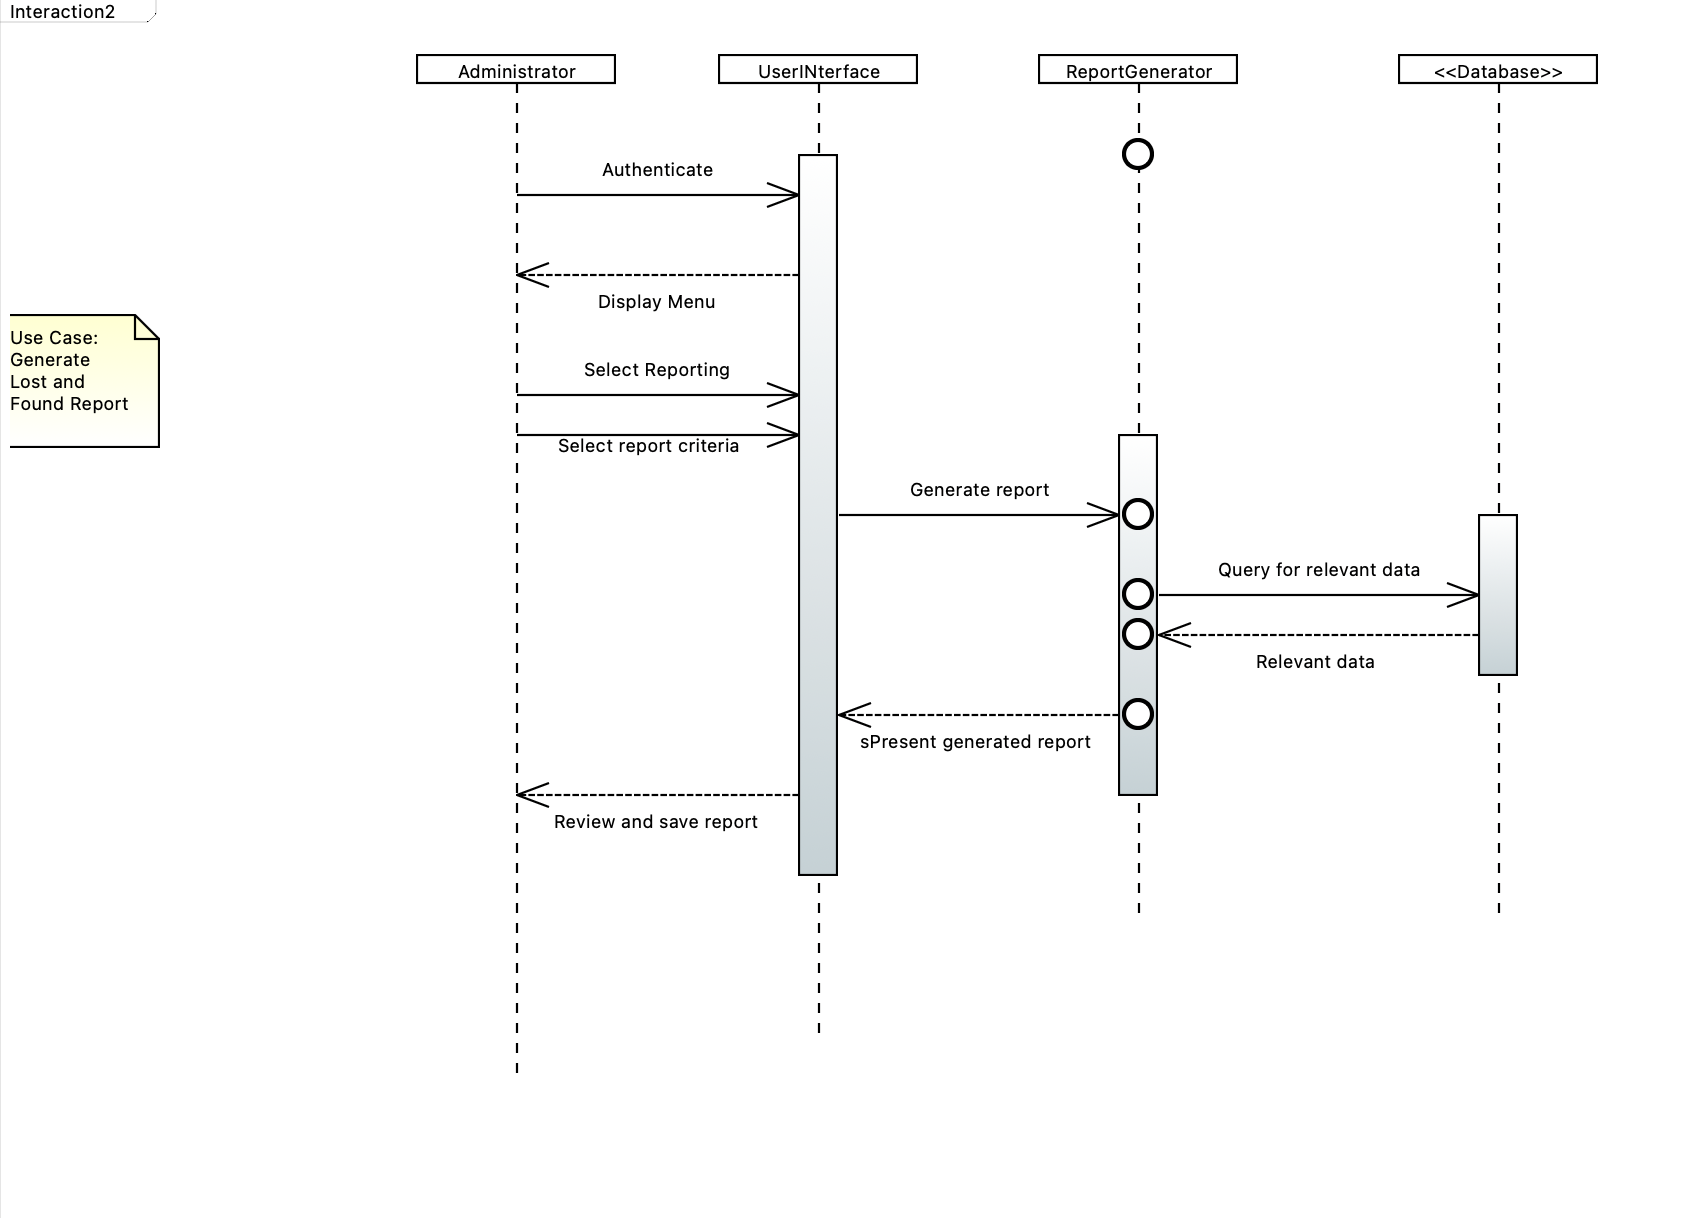 Interaction2
Administrator
UserINterface
ReportGenerator
<<Database>>
Authenticate
Display Menu
Use Case:
Generate
Lost and
Found Report
Select Reporting
Select report criteria
Generate report
Query for relevant data
Relevant data
sPresent generated report
Review and save report